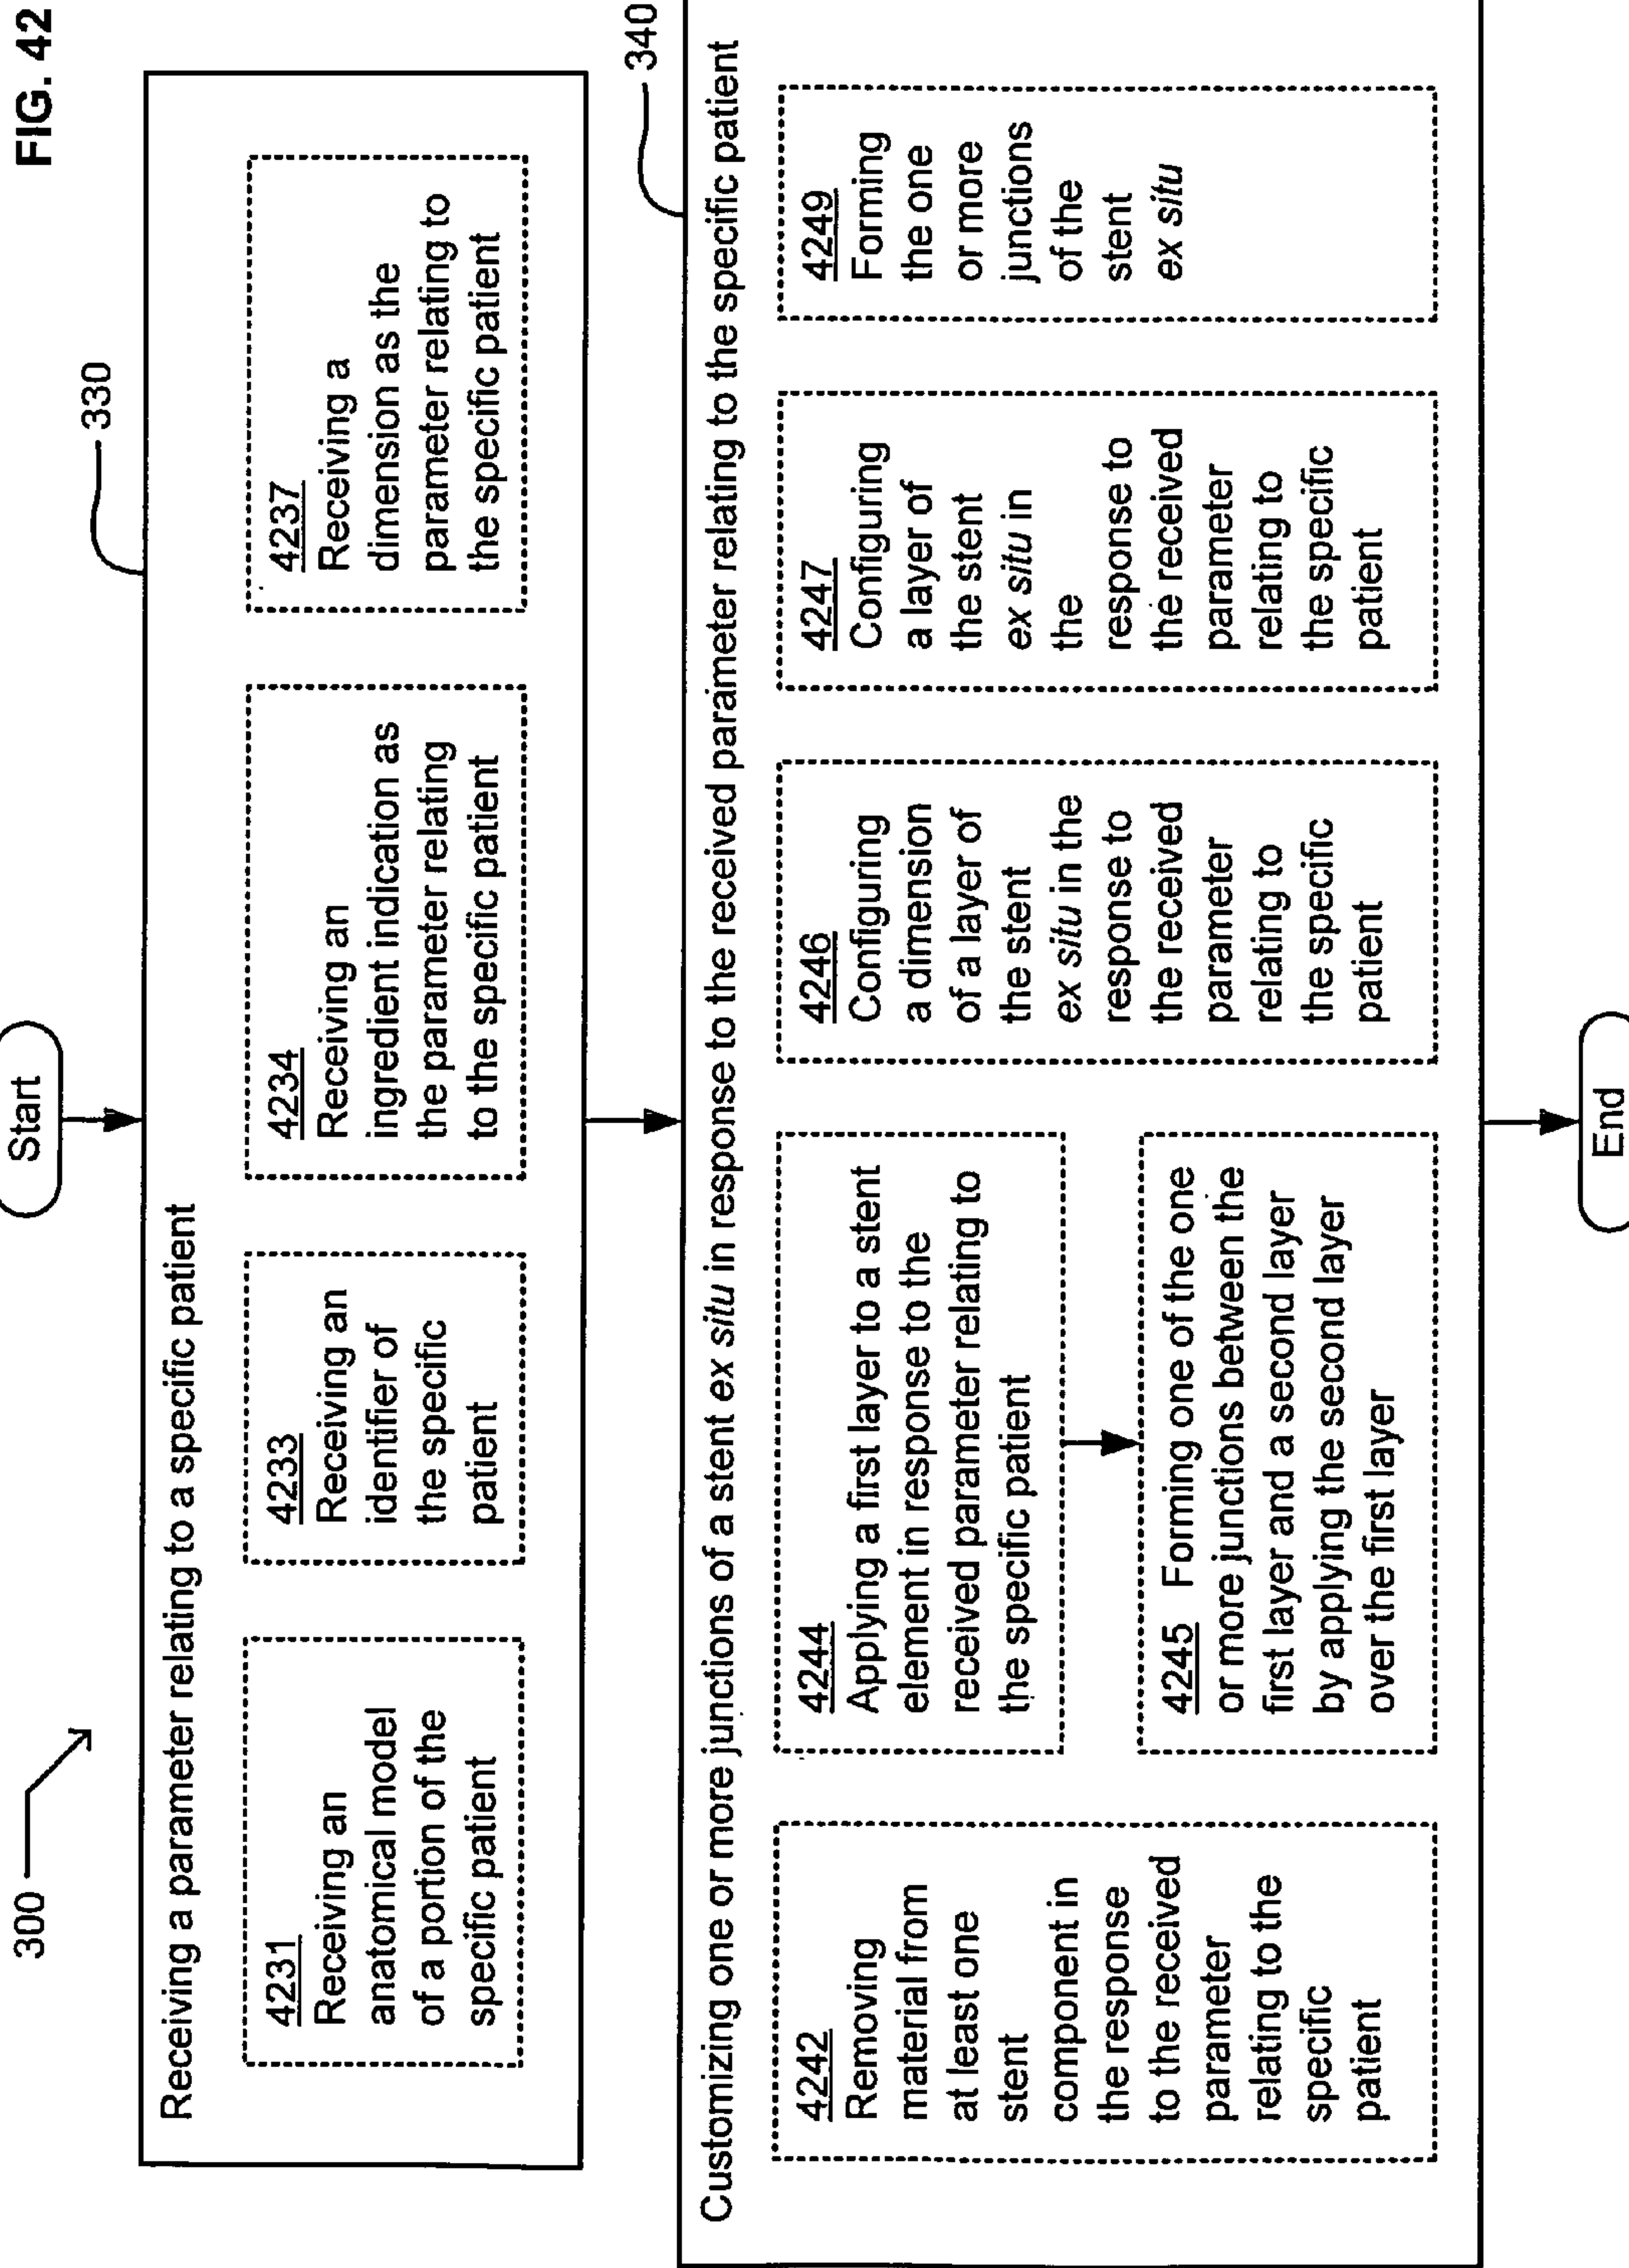 FIG. 42
300
Start
330
Receiving a parameter relating to a specific patient
4231
Receiving an
anatomical model
of a portion of the
specific patient
4233
Receiving an
identifier of
the specific
patient
4234
Receiving an
ingredient indication as
the parameter relating
to the specific patient
4237
Receiving a
dimension as the
parameter relating to
the specific patient
340
Customizing one or more junctions of a stent ex situ in response to the received parameter relating to the specific patient
4242
Removing
material from
at least one
stent
component in
the response
to the received
parameter
relating to the
specific
patient
4244
Applying a first layer to a stent
element in response to the
received parameter relating to
the specific patient
4245 Forming one of the one
or more junctions between the
first layer and a second layer
by applying the second layer
over the first layer
4246
Configuring
a dimension
of a layer of
the stent
ex situ in the
response to
the received
parameter
relating to
the specific
patient
4247
Configuring
a layer of
the stent
ex situ in
the
response to
the received
parameter
relating to
the specific
patient
4249
Forming
the one
or more
junctions
of the
stent
ex situ
End